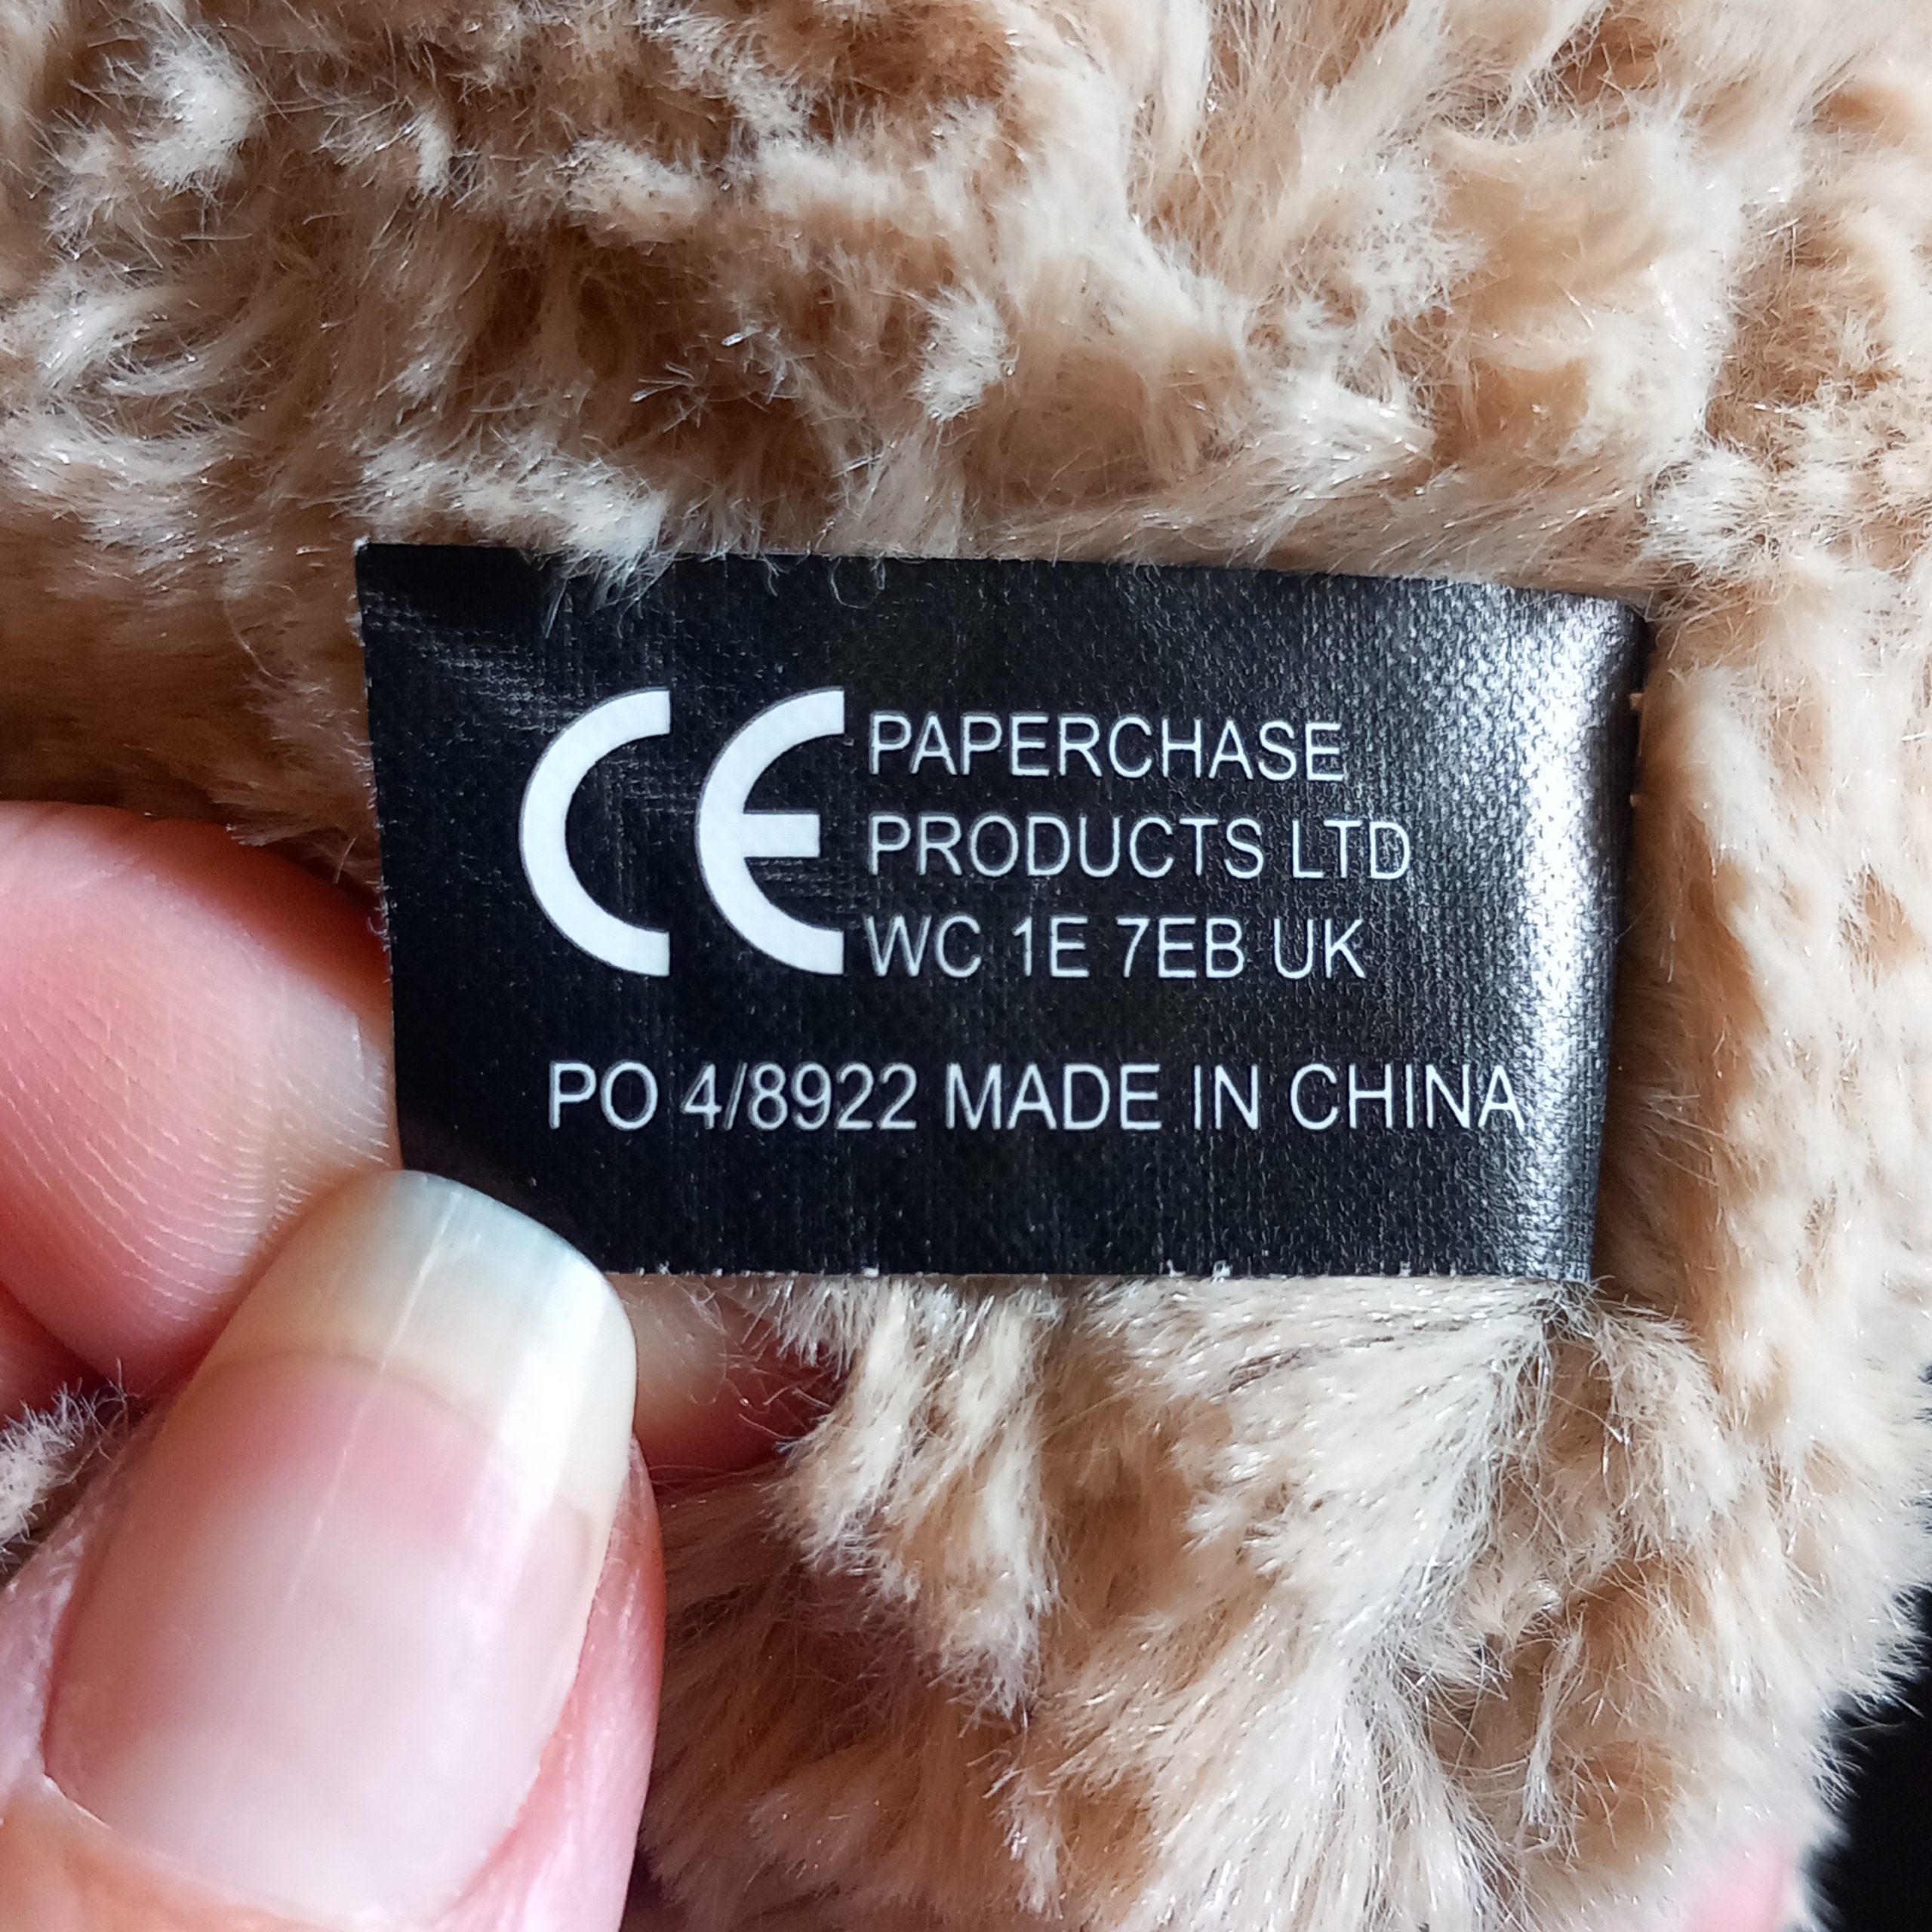 CE PAPERCHASE
PRODUCTS LTD
WC 1E 7EB UK
PO 4/8922 MADE IN CHINA